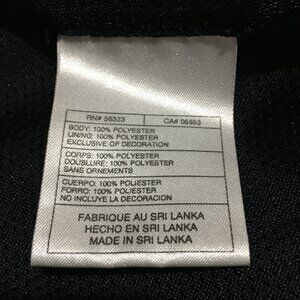 RN# 56323 CA# 05553
BODY: 100% POLYESTER
LINING: 100% POLYESTER
EXCLUSIVE OF DECORATION
CORPS: 100% POLYESTER
DOUBLURE: 100% POLYESTER
SANS ORNEMENTS
CUERPO: 100% POLIESTER
FORRO: 100% POLIESTER
NO INCLUYE LA DECORACION
FABRIQUE AU SRI LANKA
HECHO EN SRI LANKA
MADE IN SRI LANKA